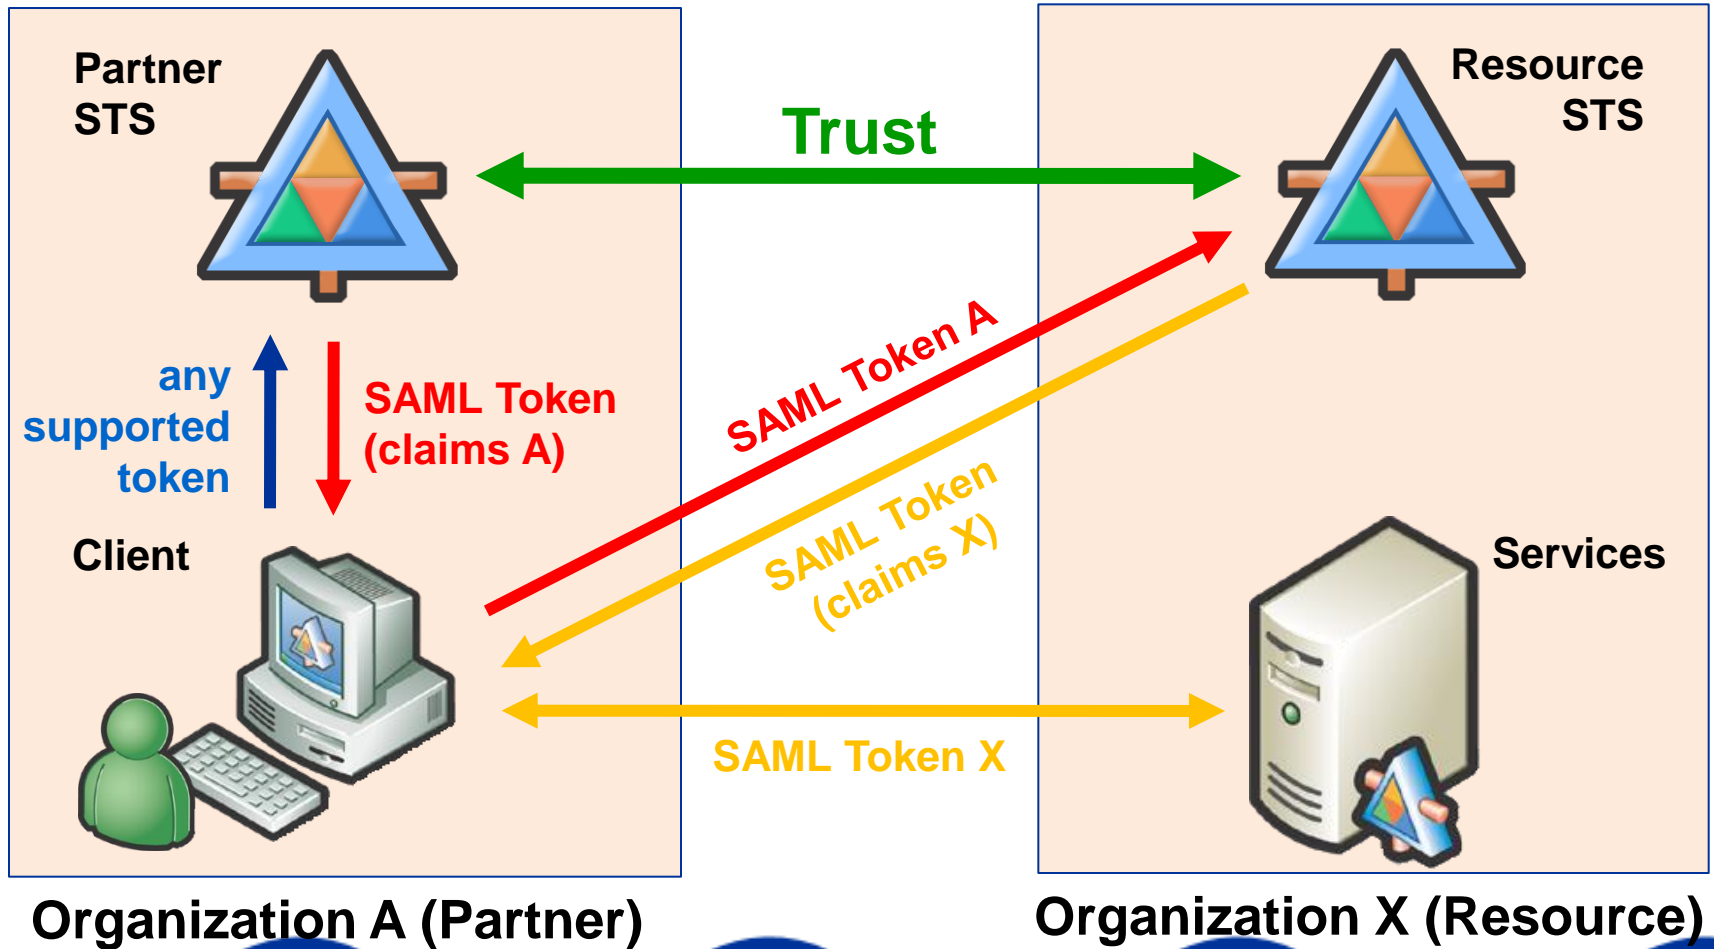 Partner
STS
Resource
STS
Trust
any
supported
token
SAML Token
(claims A)
SAML Token A
SAML Token
(claims X)
Client
Services
SAML Token X
Organization A (Partner)
Organization X (Resource)